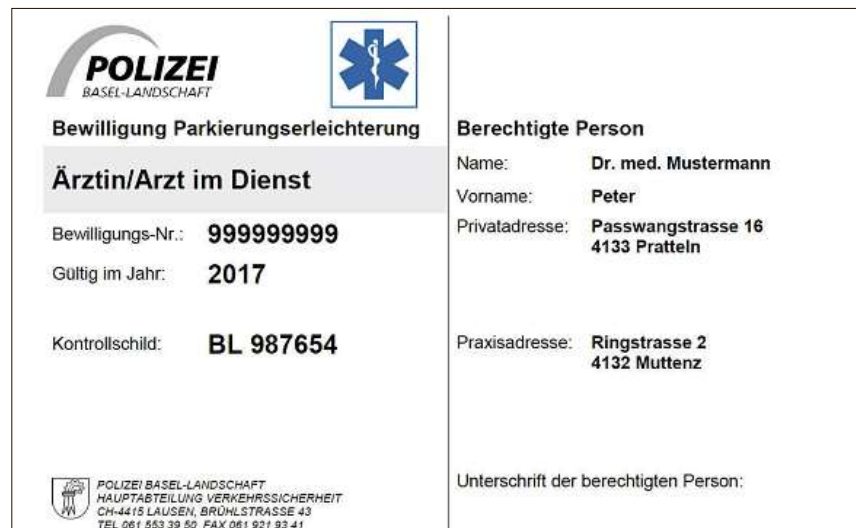 POLIZEI
BASEL-LANDSCHAFT
Bewilligung Parkierungserleichterung
Ärztin/Arzt im Dienst
Bewilligungs-Nr.: 999999999
Gültig im Jahr: 2017
Kontrollschild: BL 987654
POLIZEI BASEL-LANDSCHAFT
HAUPTABTEILUNG VERKEHRSSICHERHEIT
CH-4415 LAUSEN, BRÜHLSTRASSE 43
TEL 061 553 39 50 FAX 061 921 93 41
Berechtigte Person
Name: Dr. med. Mustermann
Vorname: Peter
Privatadresse: Passwangstrasse 16
4133 Pratteln
Praxisadresse: Ringstrasse 2
4132 Muttenz
Unterschrift der berechtigten Person: